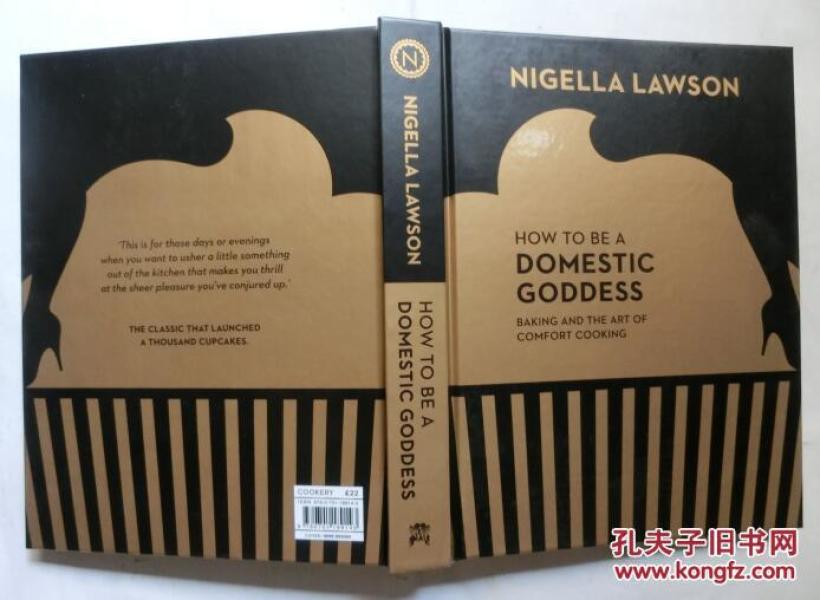 'This is for those days or evenings
when you want to usher a little something
out of the kitchen that makes you thrill
at the sheer pleasure you've conjured up.'
THE CLASSIC THAT LAUNCHED
A THOUSAND CUPCAKES.
COOKERY £22
N
NIGELLA LAWSON
HOW TO BE A
DOMESTIC GODDESS
NIGELLA LAWSON
HOW TO BE A
DOMESTIC
GODDESS
BAKING AND THE ART OF
COMFORT COOKING
孔夫子旧书网
www.kongfz.com